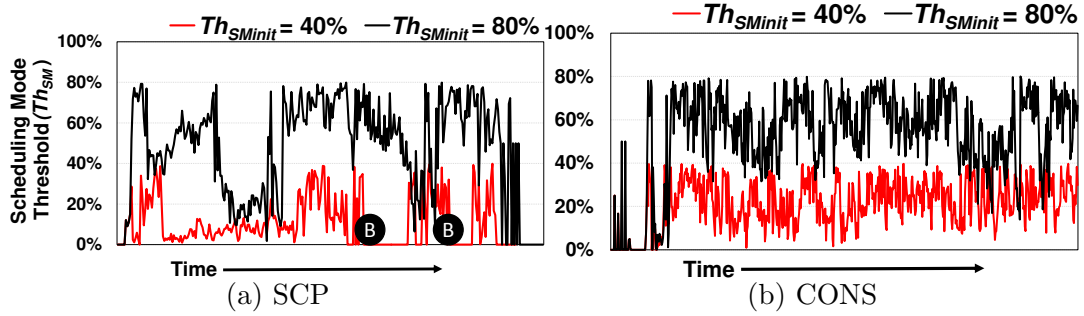 Th_SMinit = 40% Th_SMinit = 80%
Scheduling Mode
Threshold (Th_SM)
100%
80%
60%
40%
20%
0%
B
B
Time
(a) SCP
Th_SMinit = 40% Th_SMinit = 80%
100%
80%
60%
40%
20%
0%
Time
(b) CONS